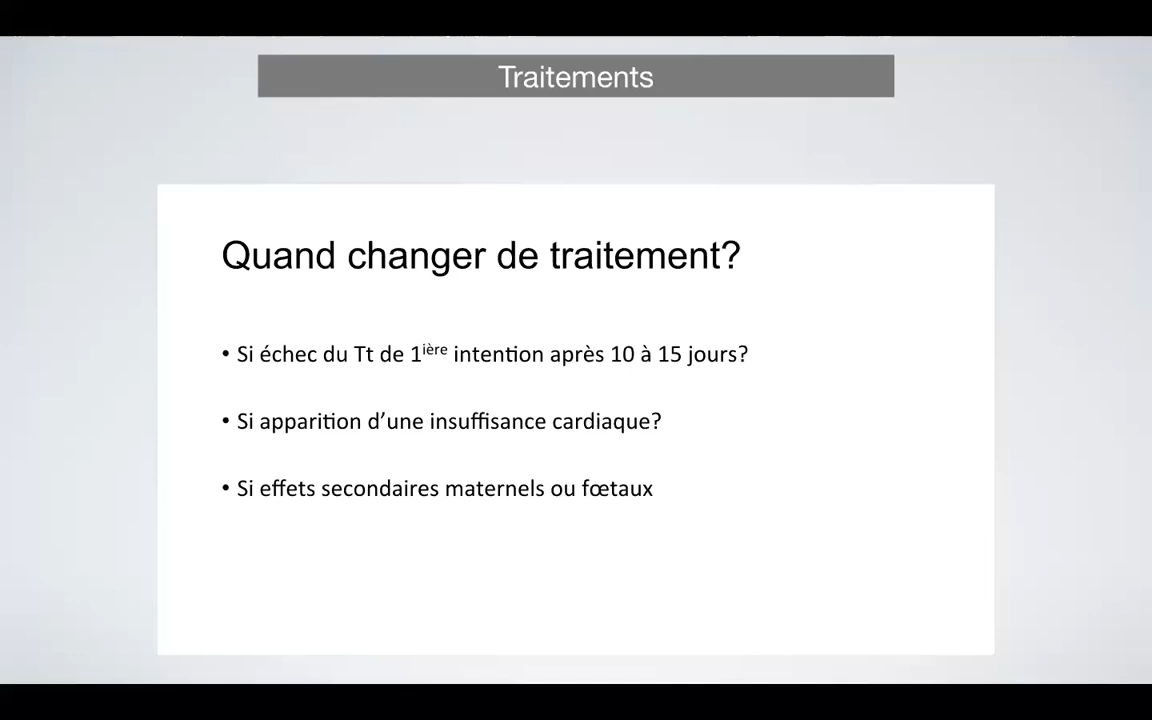 Traitements
Quand changer de traitement?
• Si échec du Tt de 1ière intention après 10 à 15 jours?
• Si apparition d’une insuffisance cardiaque?
• Si effets secondaires maternels ou fœtaux